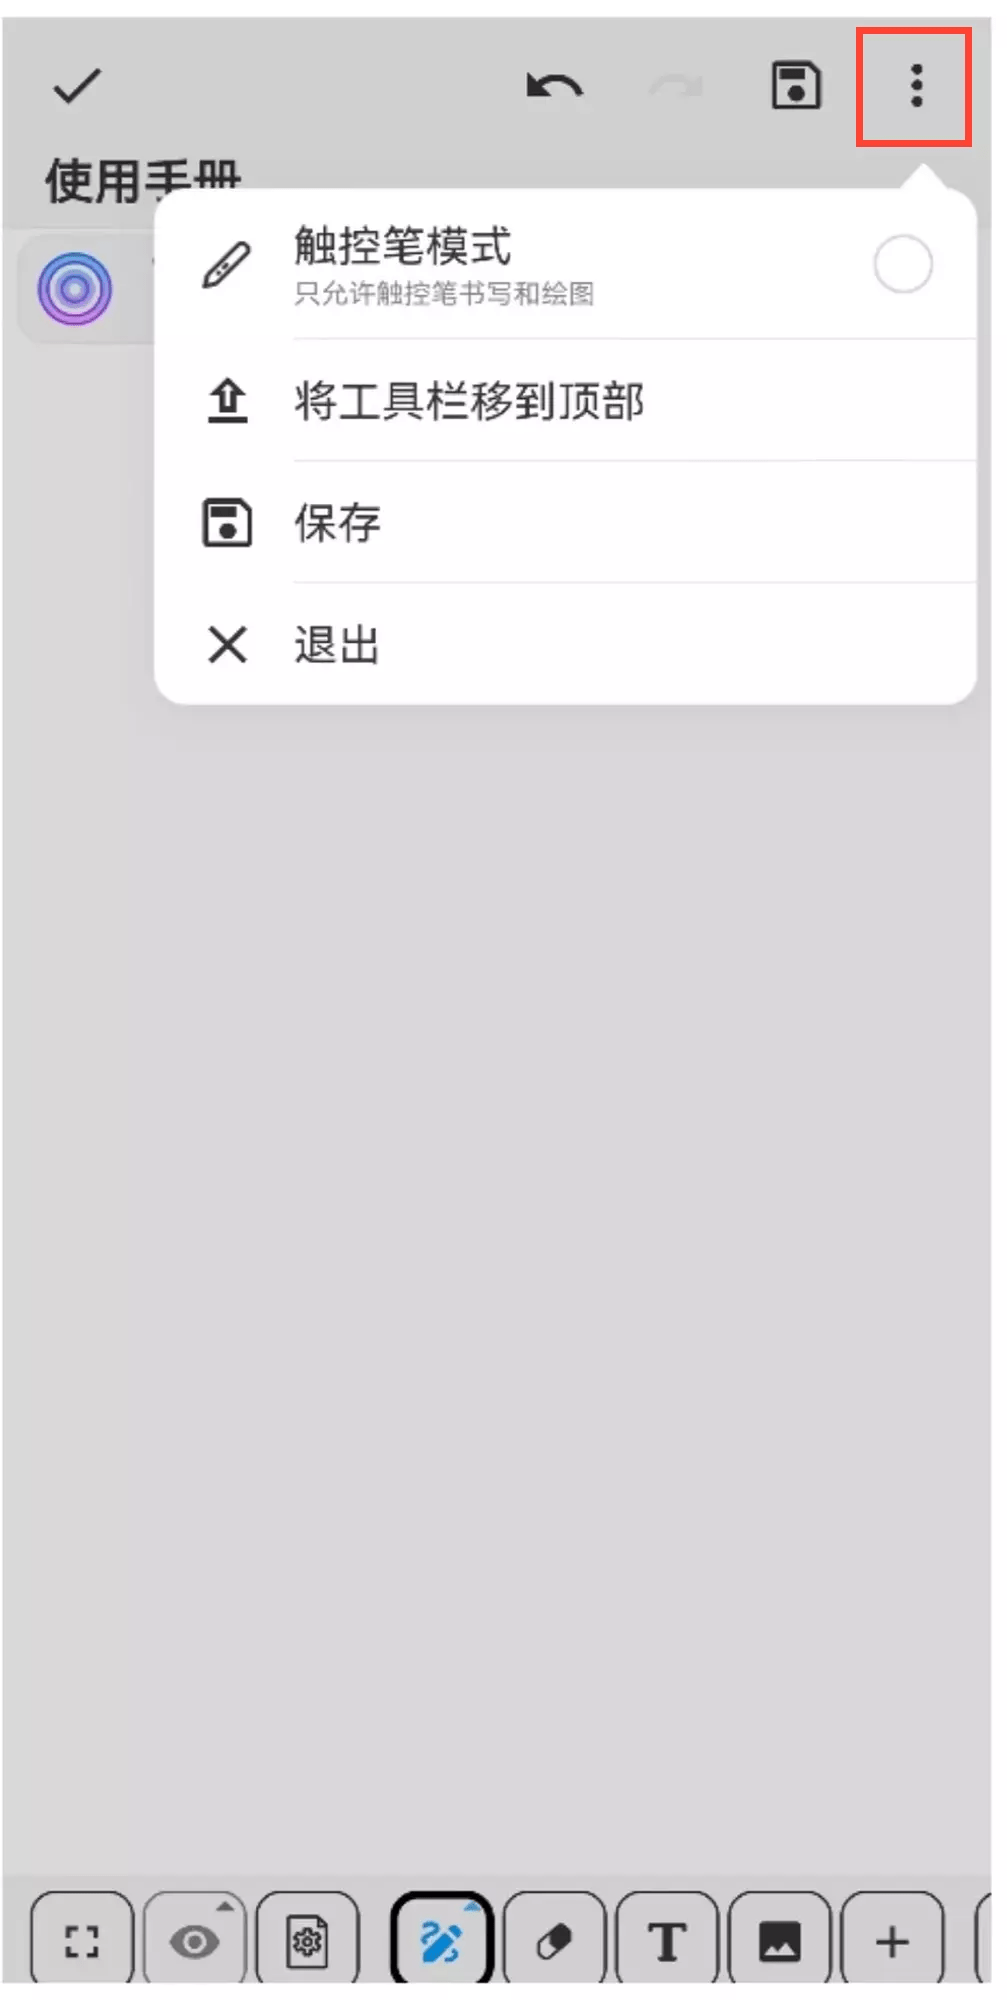 使用手册
触控笔模式
只允许触控笔书写和绘图
将工具栏移到顶部
保存
退出
T